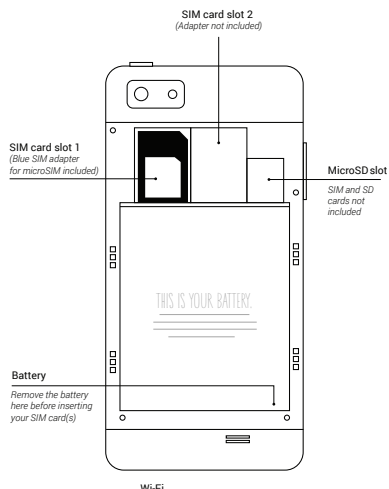 SIM card slot 2
(Adapter not included)
SIM card slot 1
(Blue SIM adapter
for microSIM included)
MicroSD slot
SIM and SD
cards not
included
THIS IS YOUR BATTERY.
Battery
Remove the battery
here before inserting
your SIM card(s)
Wi-Fi